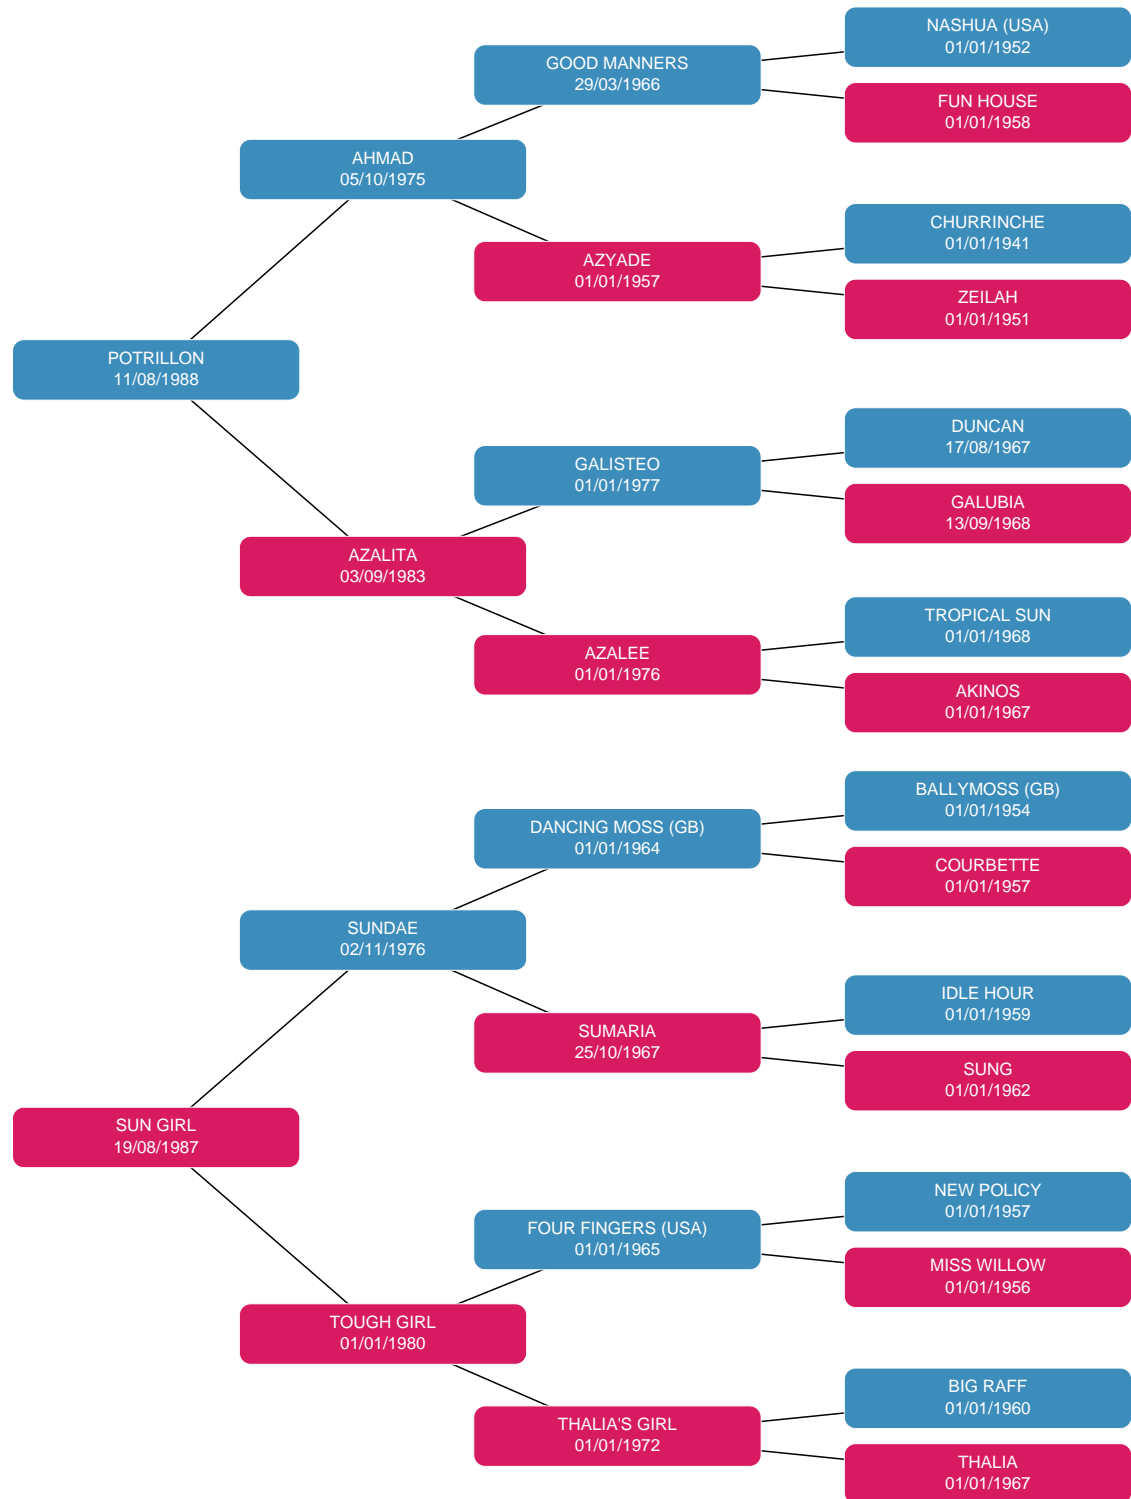 NASHUA (USA)
01/01/1952
GOOD MANNERS
29/03/1966
FUN HOUSE
01/01/1958
AHMAD
05/10/1975
CHURRINCHE
01/01/1941
AZYADE
01/01/1957
ZEILAH
01/01/1951
POTRILLON
11/08/1988
DUNCAN
17/08/1967
GALISTEO
01/01/1977
GALUBIA
13/09/1968
AZALITA
03/09/1983
TROPICAL SUN
01/01/1968
AZALEE
01/01/1976
AKINOS
01/01/1967
BALLYMOSS (GB)
01/01/1954
DANCING MOSS (GB)
01/01/1964
COURBETTE
01/01/1957
SUNDAE
02/11/1976
IDLE HOUR
01/01/1959
SUMARIA
25/10/1967
SUNG
01/01/1962
SUN GIRL
19/08/1987
NEW POLICY
01/01/1957
FOUR FINGERS (USA)
01/01/1965
MISS WILLOW
01/01/1956
TOUGH GIRL
01/01/1980
BIG RAFF
01/01/1960
THALIA'S GIRL
01/01/1972
THALIA
01/01/1967